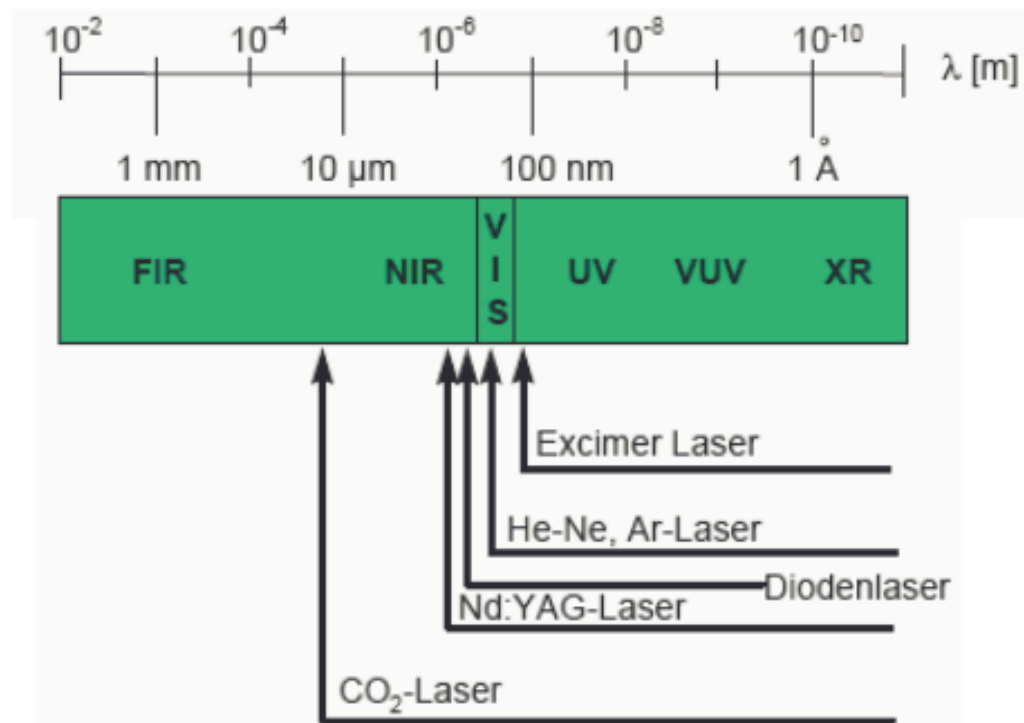 10⁻² 10⁻⁴ 10⁻⁶ 10⁻⁸ 10⁻¹⁰
λ [m]
1 mm 10 µm 100 nm 1 Å
FIR NIR VIS UV VUV XR
Excimer Laser
He-Ne, Ar-Laser
Diodenlaser
Nd:YAG-Laser
CO₂-Laser